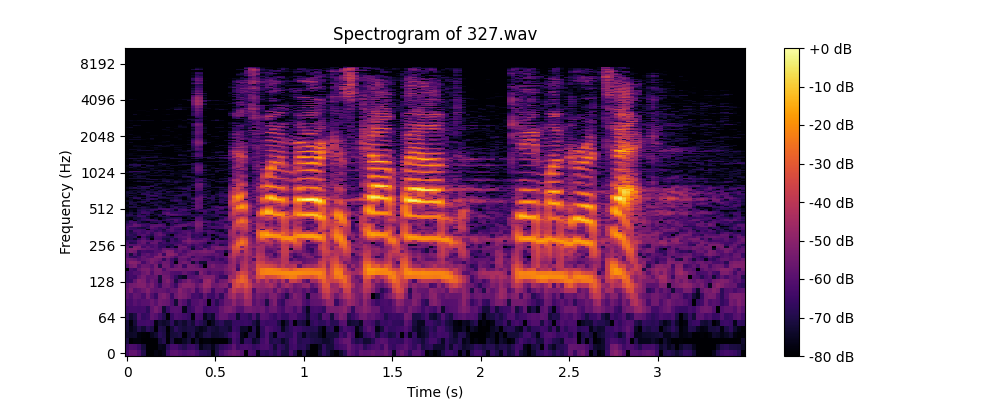 Spectrogram of 327.wav
Frequency (Hz)
8192
4096
2048
1024
512
256
128
64
0
0
0.5
1
1.5
2
2.5
3
Time (s)
+0 dB
-10 dB
-20 dB
-30 dB
-40 dB
-50 dB
-60 dB
-70 dB
-80 dB